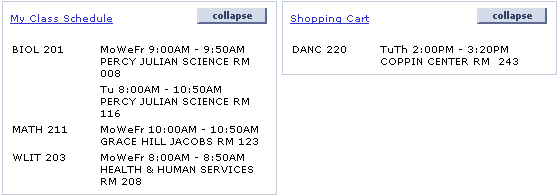 My Class Schedule
collapse
BIOL 201
MoWeFr 9:00AM - 9:50AM
PERCY JULIAN SCIENCE RM
008
Tu 8:00AM - 10:50AM
PERCY JULIAN SCIENCE RM
116
MATH 211
MoWeFr 10:00AM - 10:50AM
GRACE HILL JACOBS RM 123
WLIT 203
MoWeFr 8:00AM - 8:50AM
HEALTH & HUMAN SERVICES
RM 208
Shopping Cart
collapse
DANC 220
TuTh 2:00PM - 3:20PM
COPPIN CENTER RM  243